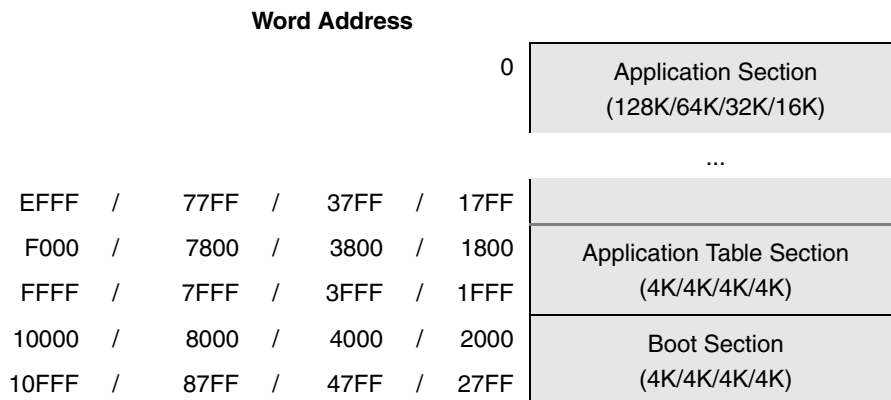 Word Address
0 Application Section
(128K/64K/32K/16K)
...
EFFF / 77FF / 37FF / 17FF
F000 / 7800 / 3800 / 1800 Application Table Section
FFFF / 7FFF / 3FFF / 1FFF (4K/4K/4K/4K)
10000 / 8000 / 4000 / 2000 Boot Section
10FFF / 87FF / 47FF / 27FF (4K/4K/4K/4K)